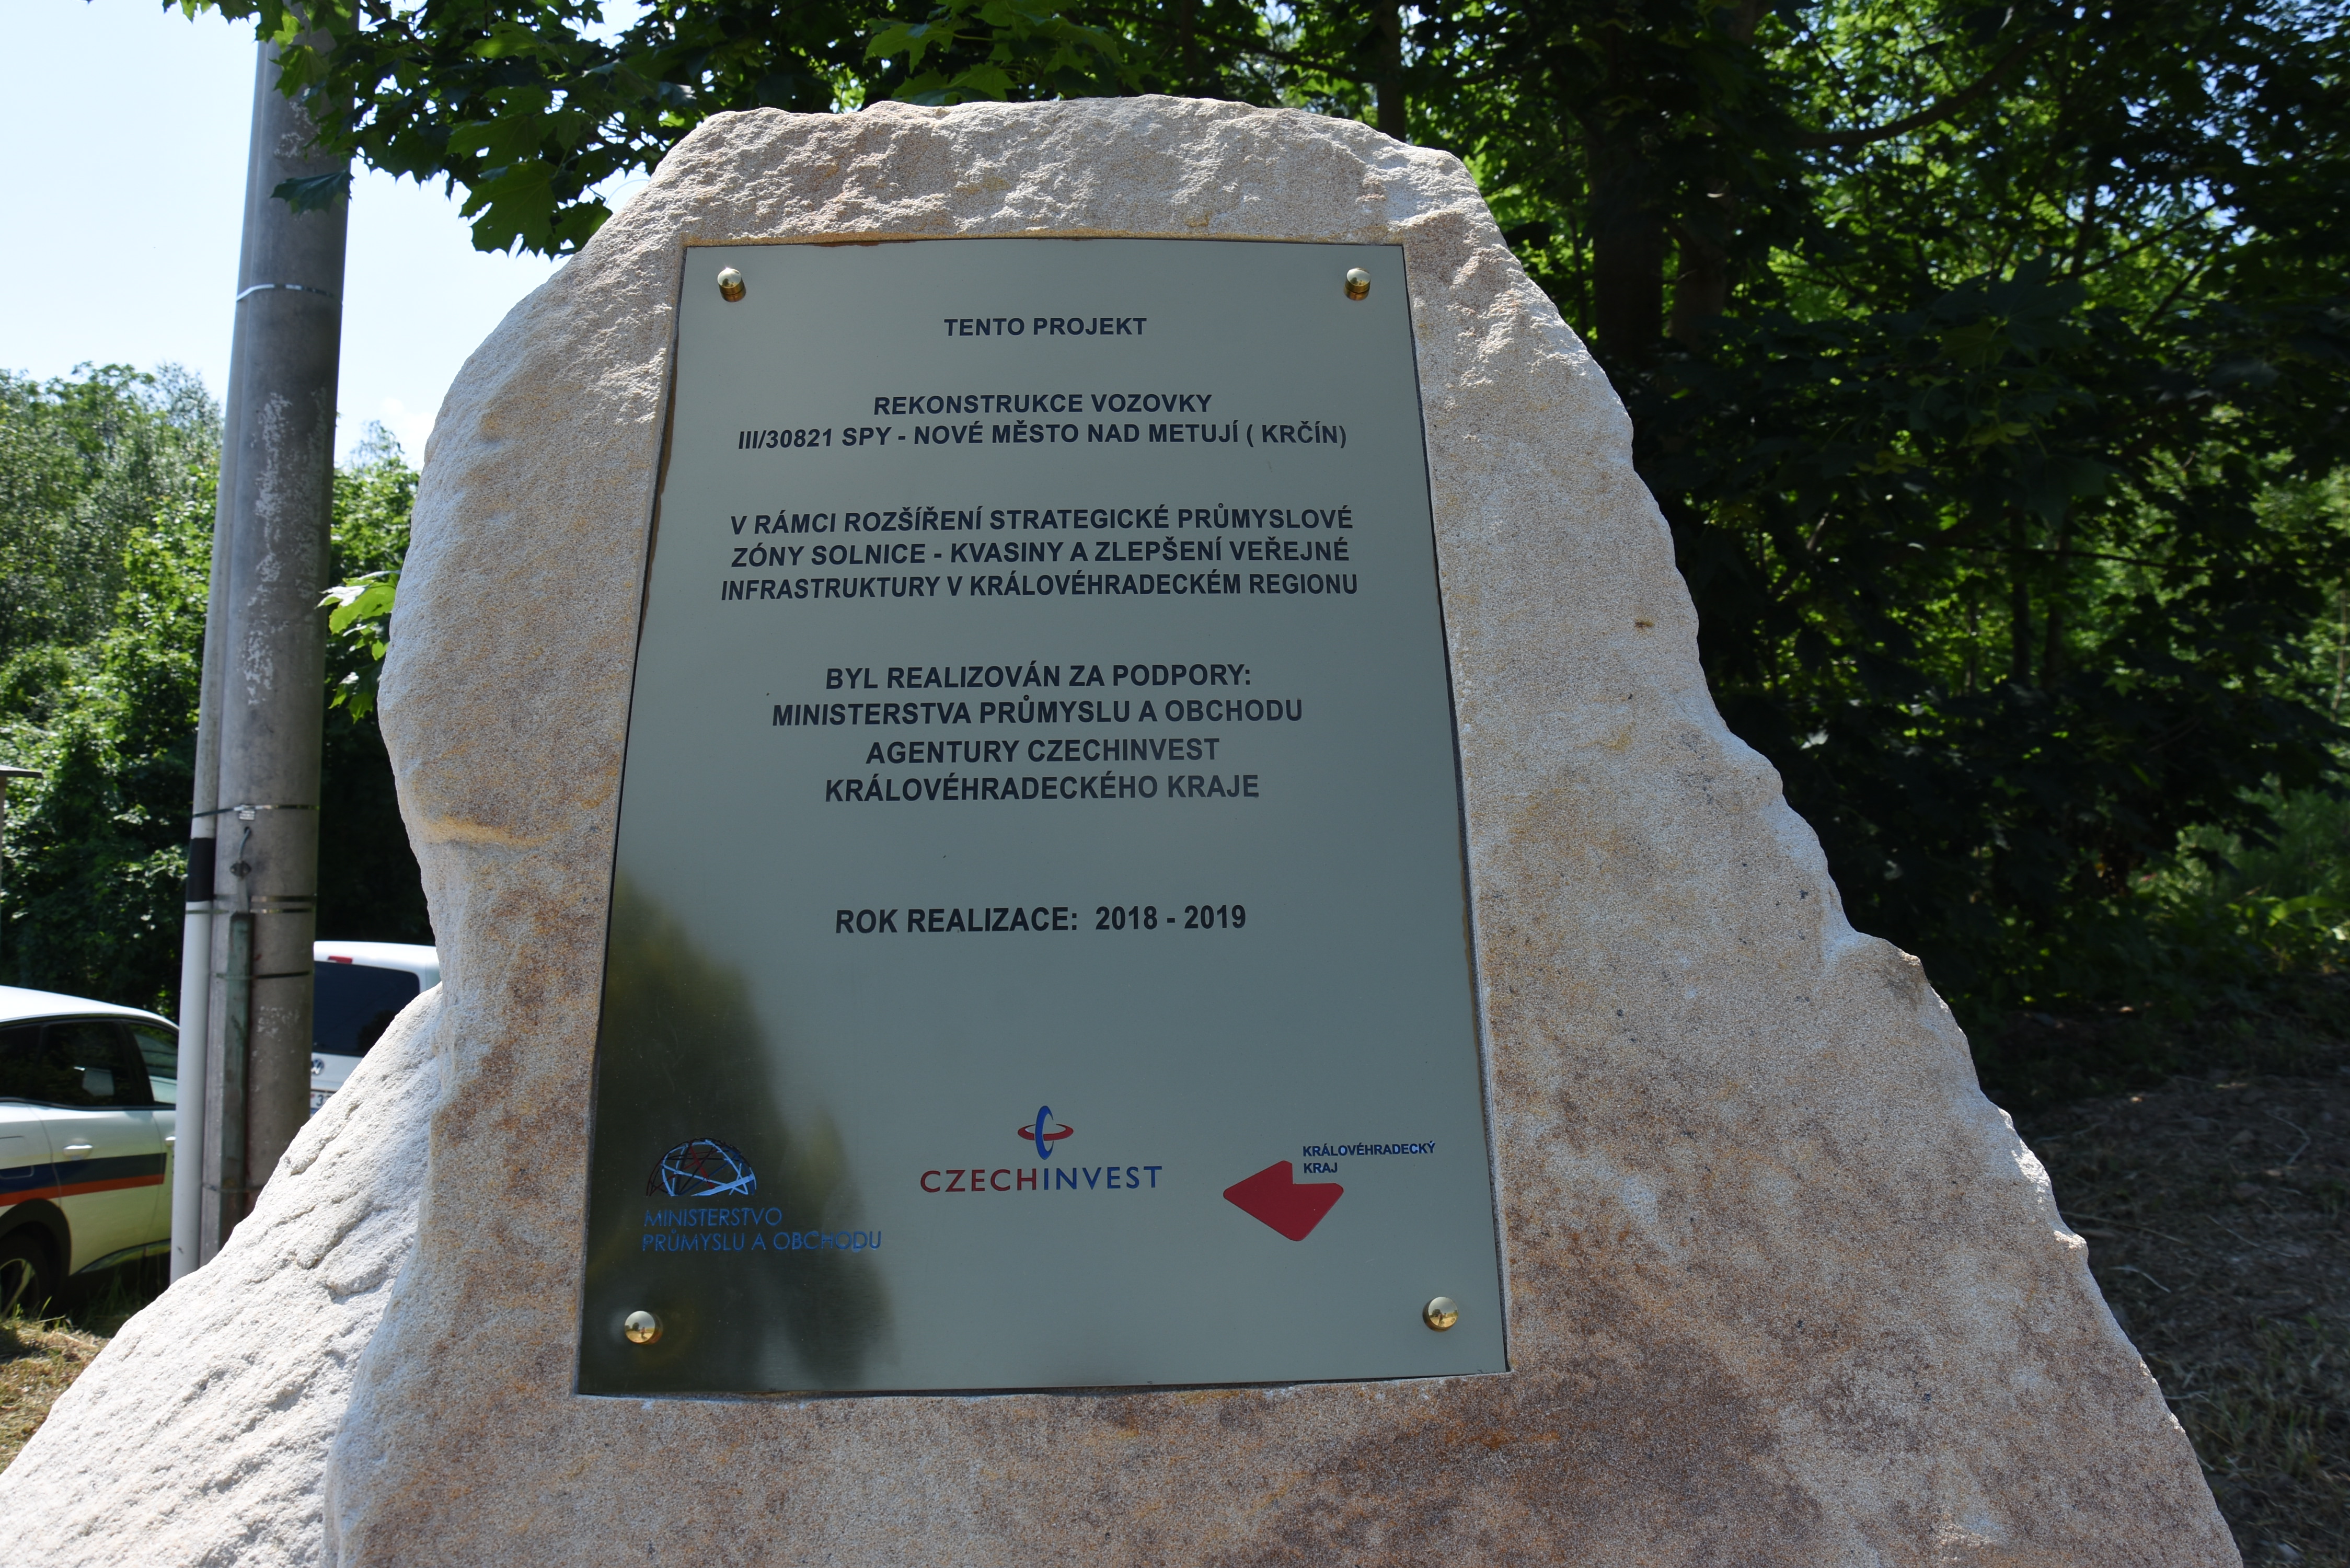 TENTO PROJEKT
REKONSTRUKCE VOZOVKY
III/30821 SPY - NOVÉ MĚSTO NAD METUJÍ ( KRČÍN)
V RÁMCI ROZŠÍŘENÍ STRATEGICKÉ PRŮMYSLOVÉ
ZÓNY SOLNICE - KVASINY A ZLEPŠENÍ VEŘEJNÉ
INFRASTRUKTURY V KRÁLOVÉHRADECKÉM REGIONU
BYL REALIZOVÁN ZA PODPORY:
MINISTERSTVA PRŮMYSLU A OBCHODU
AGENTURY CZECHINVEST
KRÁLOVÉHRADECKÉHO KRAJE
ROK REALIZACE: 2018 - 2019
MINISTERSTVO
PRŮMYSLU A OBCHODU
CZECHINVEST
KRÁLOVÉHRADECKÝ
KRAJ